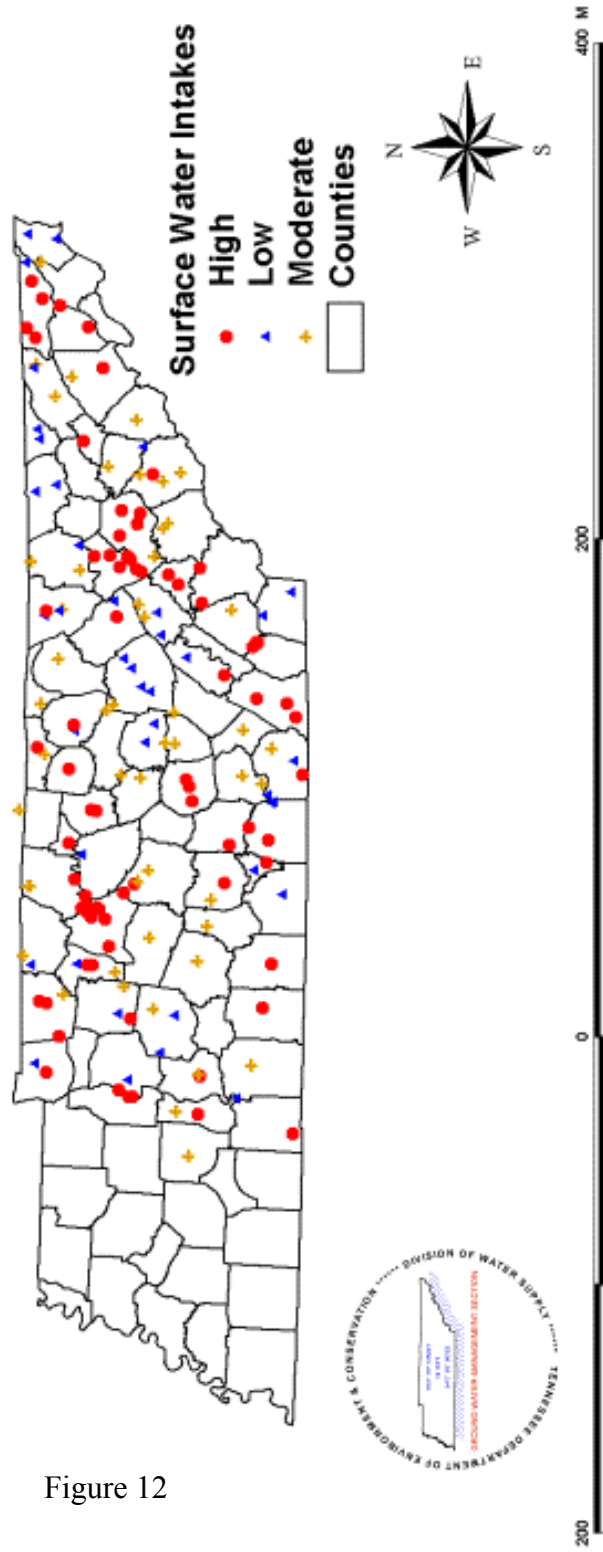 Surface Water Intakes
High
Low
Moderate
Counties
N
E
S
W
TENNESSEE DEPARTMENT OF ENVIRONMENT & CONSERVATION ***** DIVISION OF WATER SUPPLY *****
GROUND-WATER MANAGEMENT SECTION
200
0
200
400 M
Figure 12